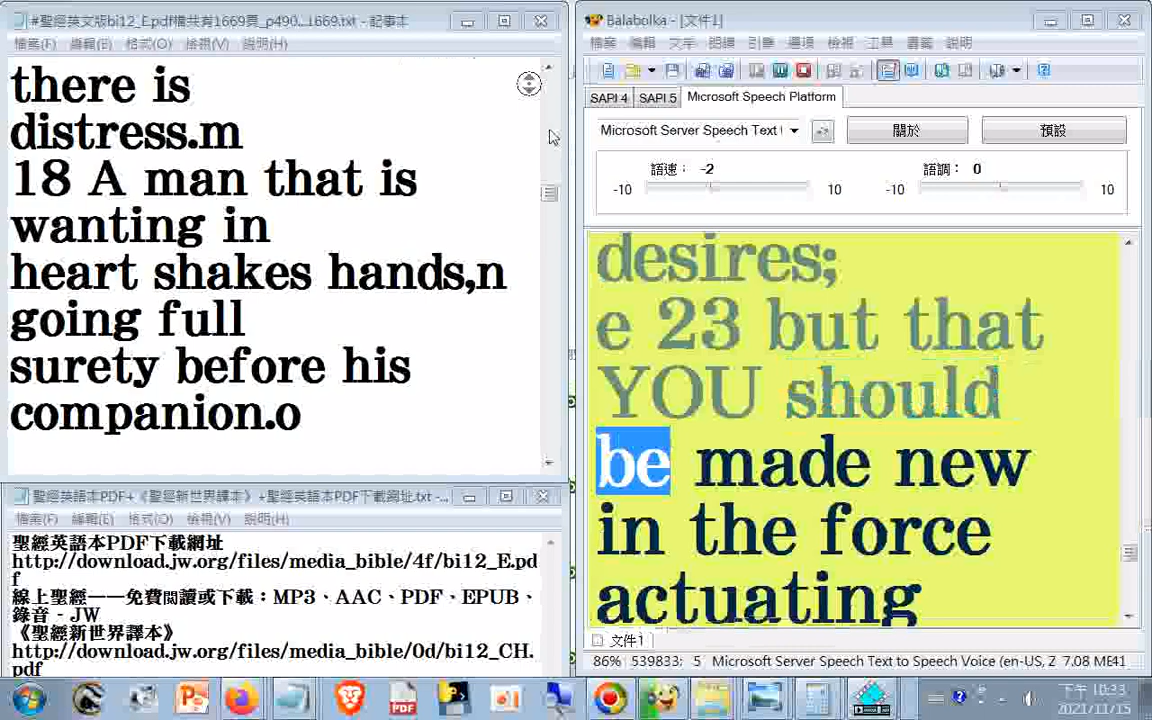 #聖經英文版bi12_E.pdf檔共有1669頁_p490...1669.txt - 記事本
檔案(F) 編輯(E) 格式(O) 檢視(V) 說明(H)
there is
distress.m
18 A man that is
wanting in
heart shakes hands,n
going full
surety before his
companion.o
聖經英語本PDF+《聖經新世界譯本》+聖經英語本PDF下載網址.txt - ...
檔案(F) 編輯(E) 格式(O) 檢視(V) 說明(H)
聖經英語本PDF下載網址
http://download.jw.org/files/media_bible/4f/bi12_E.pd
f
線上聖經——免費閱讀或下載：MP3、AAC、PDF、EPUB、
錄音 - JW
《聖經新世界譯本》
http://download.jw.org/files/media_bible/0d/bi12_CH.
pdf
Balabolka - [文件1]
檔案 編輯 文字 朗讀 引擎 選項 檢視 工具 書籤 說明
SAPI 4 SAPI 5 Microsoft Speech Platform
Microsoft Server Speech Text 關於 預設
語速： -2 語調： 0
-10 10 -10 10
desires;
e 23 but that
YOU should
be made new
in the force
actuating
文件1
86% 539833; 5 Microsoft Server Speech Text to Speech Voice (en-US, Z 7.08 ME41
PDF
下午 10:33
2021/11/15